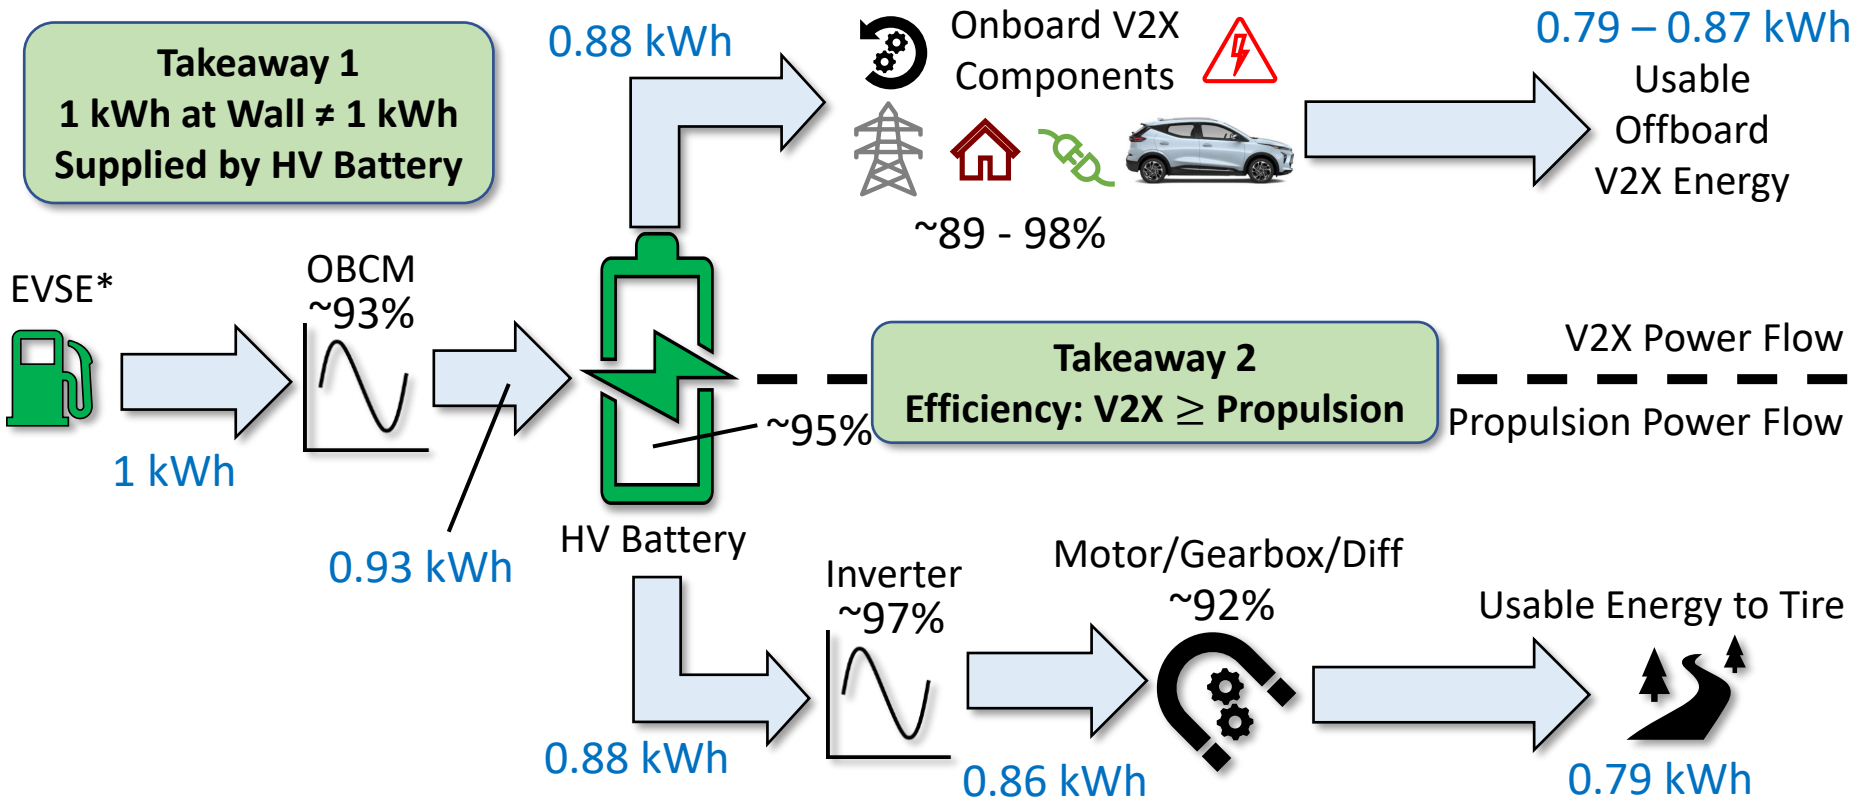 Takeaway 1
1 kWh at Wall ≠ 1 kWh
Supplied by HV Battery
0.88 kWh
Onboard V2X
Components
~89 - 98%
0.79 – 0.87 kWh
Usable
Offboard
V2X Energy
EVSE*
1 kWh
OBCM
~93%
0.93 kWh
HV Battery
~95%
Takeaway 2
Efficiency: V2X ≥ Propulsion
V2X Power Flow
Propulsion Power Flow
0.88 kWh
Inverter
~97%
0.86 kWh
Motor/Gearbox/Diff
~92%
Usable Energy to Tire
0.79 kWh